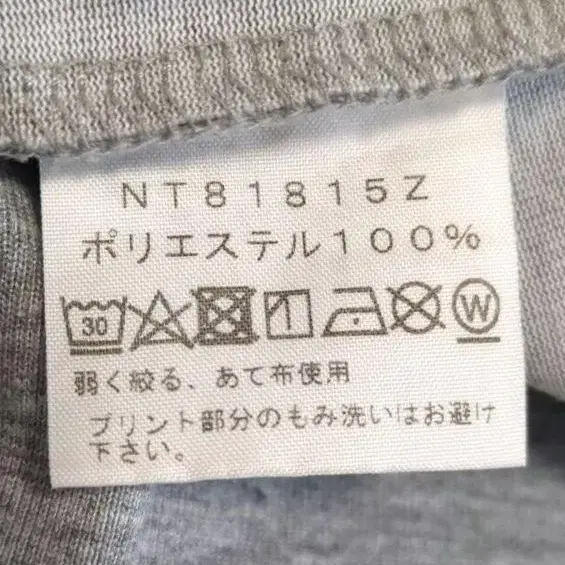 NT81815Z
ポリエステル100%
30 W
弱く絞る、あて布使用
プリント部分のもみ洗いはお避け
下さい。